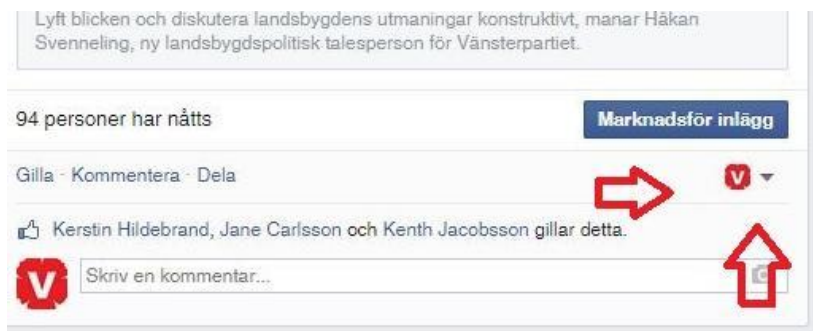 Lyft blicken och diskutera landsbygdens utmaningar konstruktivt, manar Håkan
Svenneling, ny landsbygdspolitisk talesperson för Vänsterpartiet.
94 personer har nåtts
Marknadsför inlägg
Gilla · Kommentera · Dela
V
Kerstin Hildebrand, Jane Carlsson och Kenth Jacobsson gillar detta.
V
Skriv en kommentar...